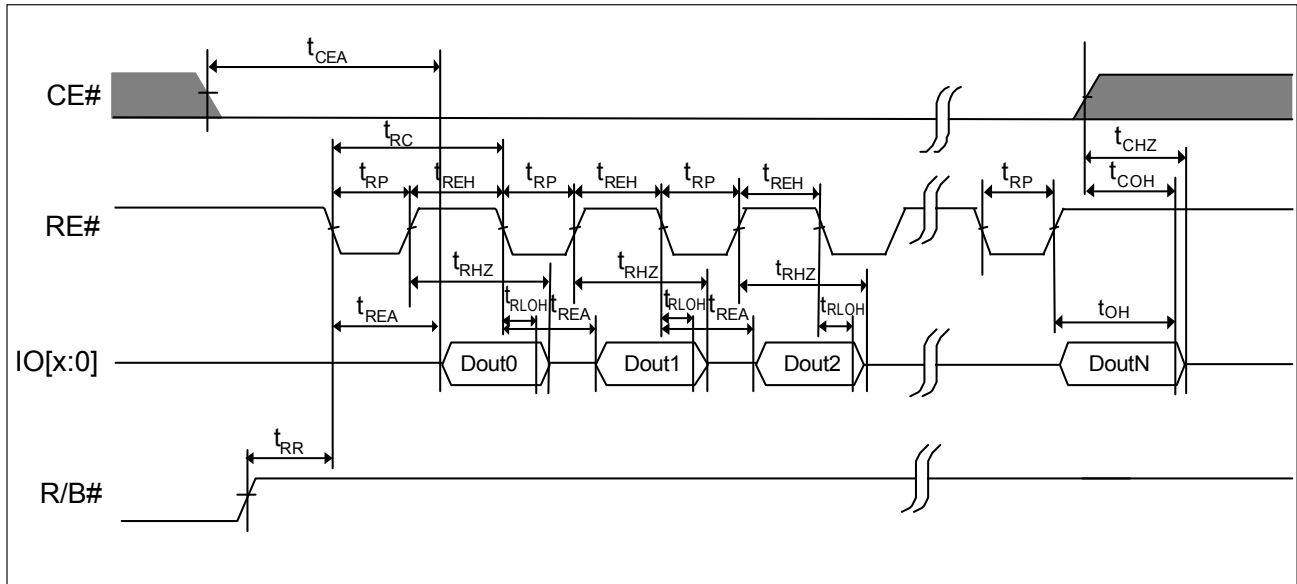 tCEA
CE#
tRC
tCHZ
tRP tREH tRP tREH tRP tREH tRP tCOH
RE#
tRHZ tRHZ tRHZ
tREA tRLOH tREA tRLOH tREA tRLOH tOH
IO[x:0] Dout0 Dout1 Dout2 DoutN
tRR
R/B#